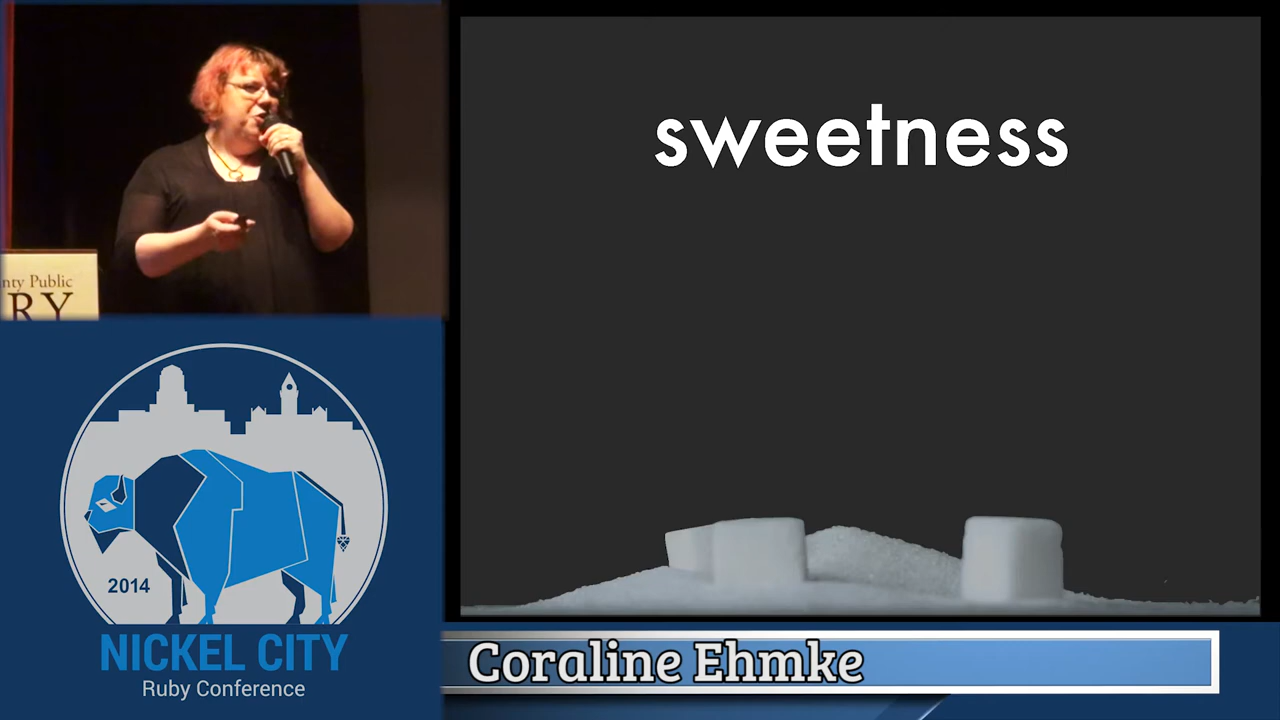 sweetness
nty Public
RY
2014
NICKEL CITY
Ruby Conference
Coraline Ehmke